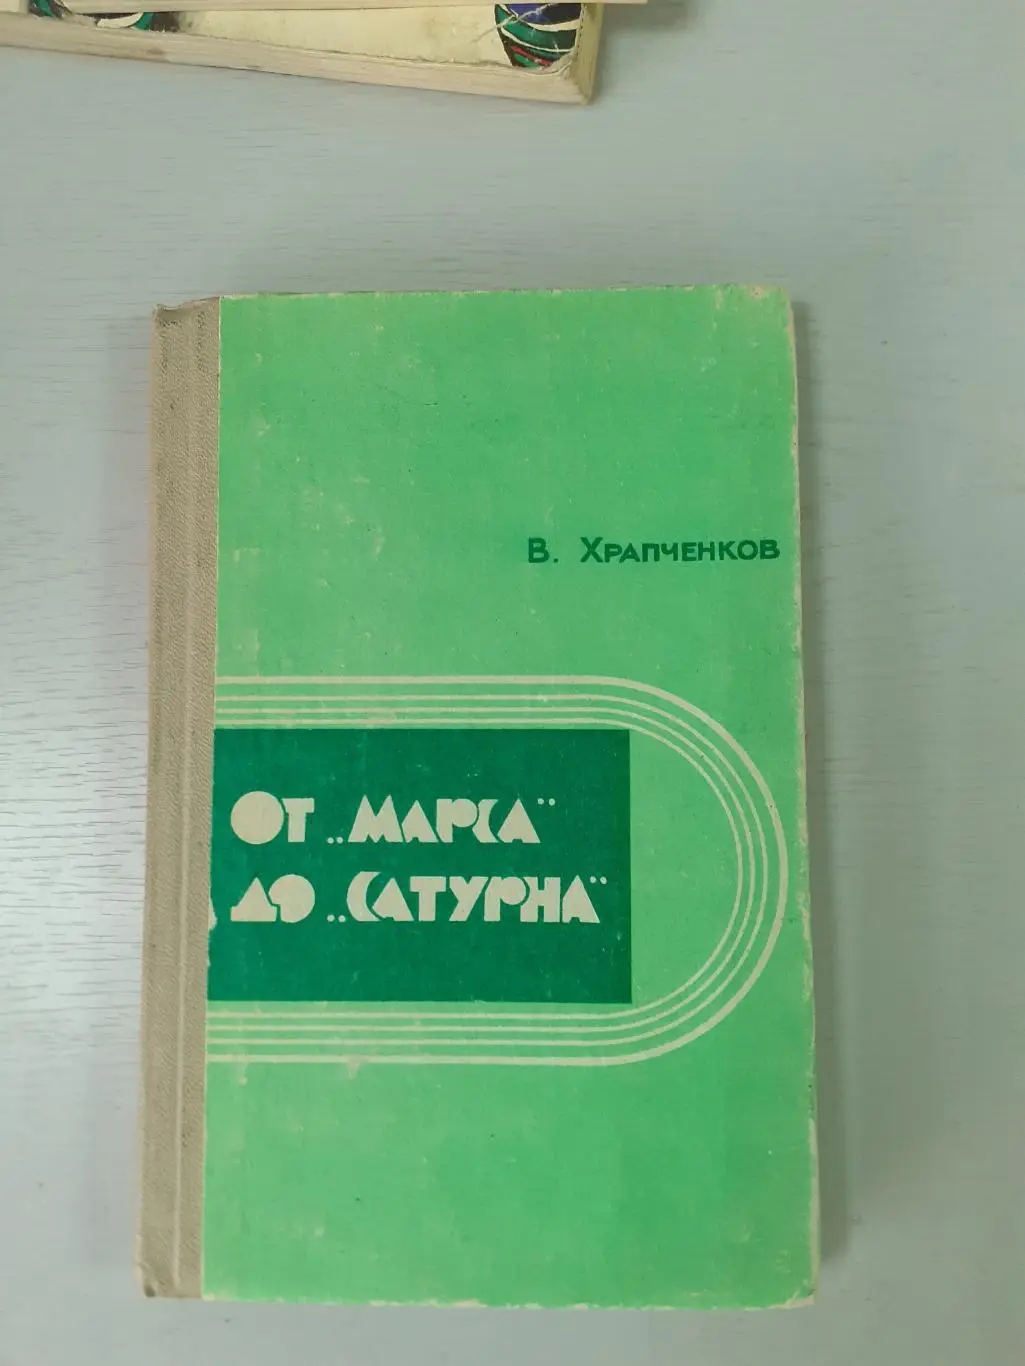 В. Храпченков
От „Марса"
до „Сатурна"